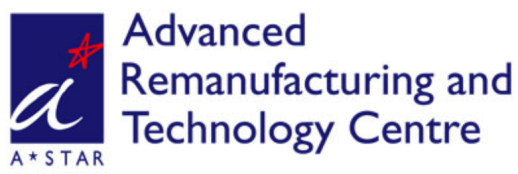 Advanced
Remanufacturing and
Technology Centre
a
A★STAR